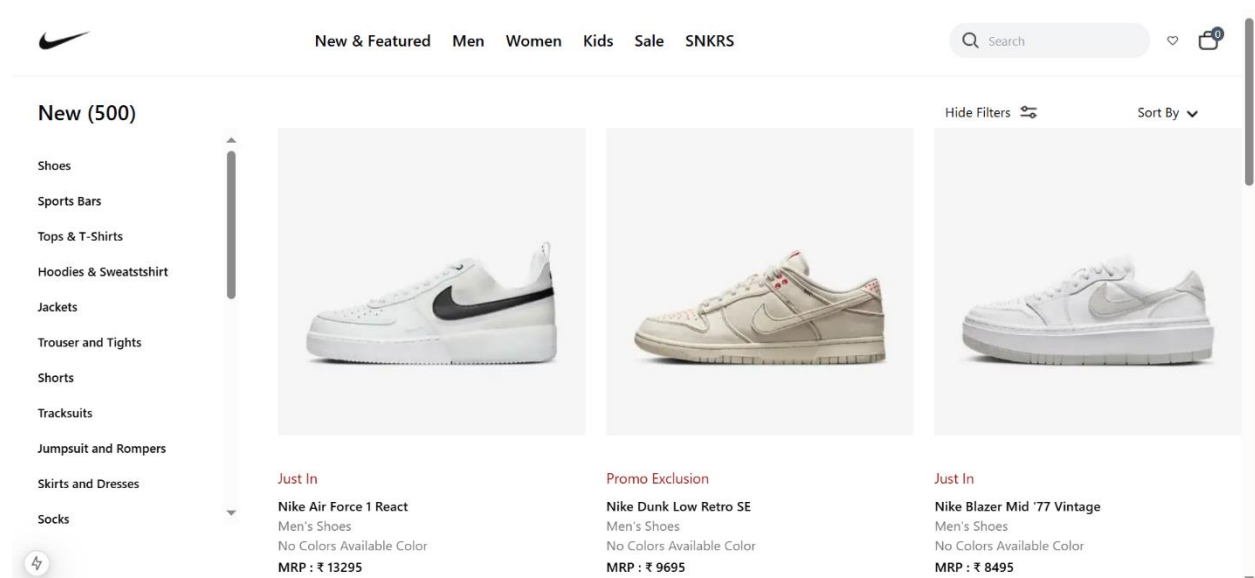 New & Featured Men Women Kids Sale SNKRS
Search
0
New (500)
Hide Filters
Sort By
Shoes
Sports Bars
Tops & T-Shirts
Hoodies & Sweatstshirt
Jackets
Trouser and Tights
Shorts
Tracksuits
Jumpsuit and Rompers
Skirts and Dresses
Socks
Just In
Nike Air Force 1 React
Men's Shoes
No Colors Available Color
MRP : ₹ 13295
Promo Exclusion
Nike Dunk Low Retro SE
Men's Shoes
No Colors Available Color
MRP : ₹ 9695
Just In
Nike Blazer Mid '77 Vintage
Men's Shoes
No Colors Available Color
MRP : ₹ 8495